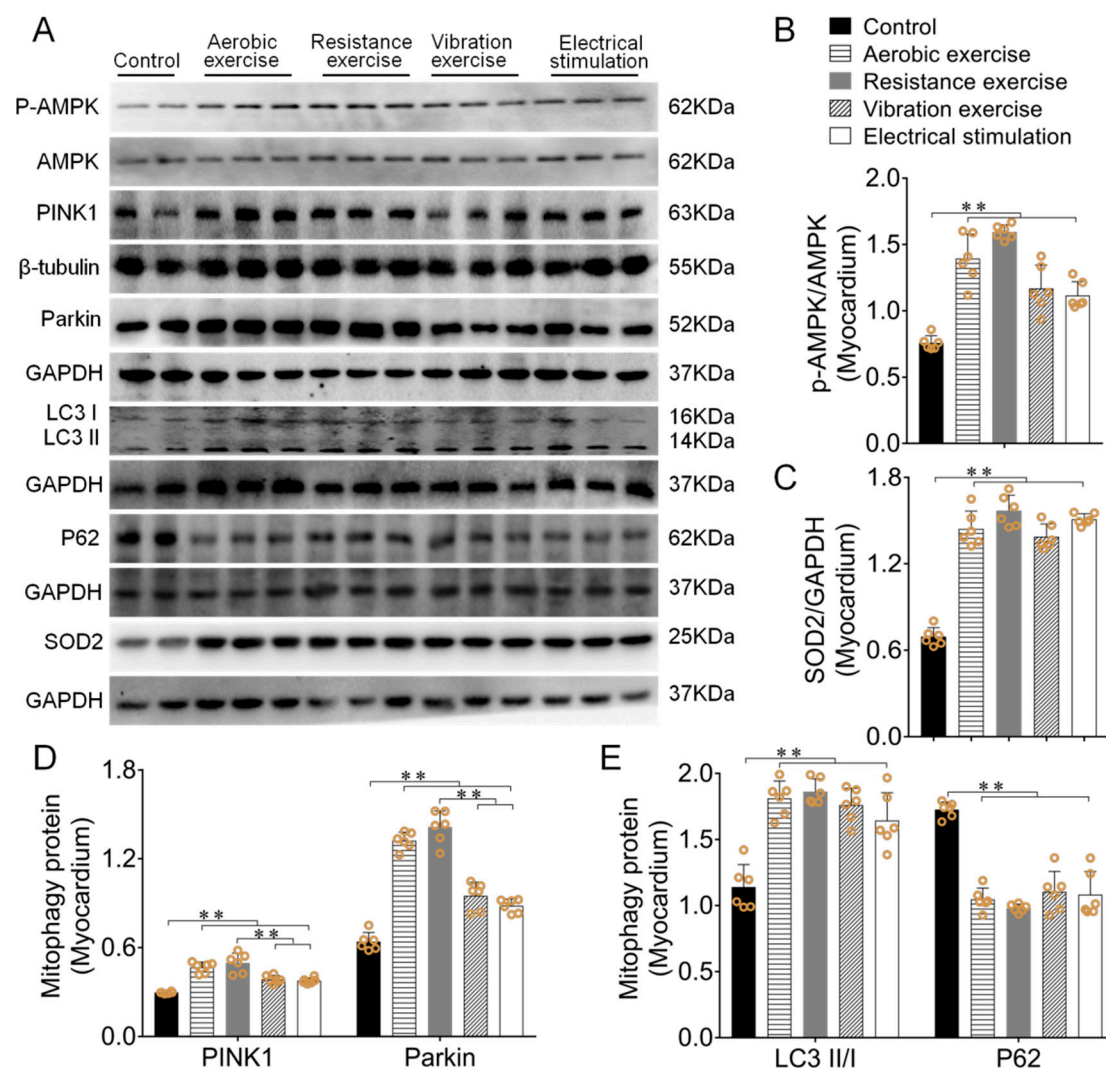 A
Control
Aerobic
exercise
Resistance
exercise
Vibration
exercise
Electrical
stimulation
P-AMPK 62KDa
AMPK 62KDa
PINK1 63KDa
β-tubulin 55KDa
Parkin 52KDa
GAPDH 37KDa
LC3 I 16KDa
LC3 II 14KDa
GAPDH 37KDa
P62 62KDa
GAPDH 37KDa
SOD2 25KDa
GAPDH 37KDa
B
Control
Aerobic exercise
Resistance exercise
Vibration exercise
Electrical stimulation
p-AMPK/AMPK
(Myocardium)
2.0
1.5
1.0
0.5
0.0
**
C
SOD2/GAPDH
(Myocardium)
1.8
1.2
0.6
0.0
**
D
Mitophagy protein
(Myocardium)
1.8
1.2
0.6
0.0
**
**
**
**
PINK1 Parkin
E
Mitophagy protein
(Myocardium)
2.0
1.5
1.0
0.5
0.0
**
**
LC3 II/I P62